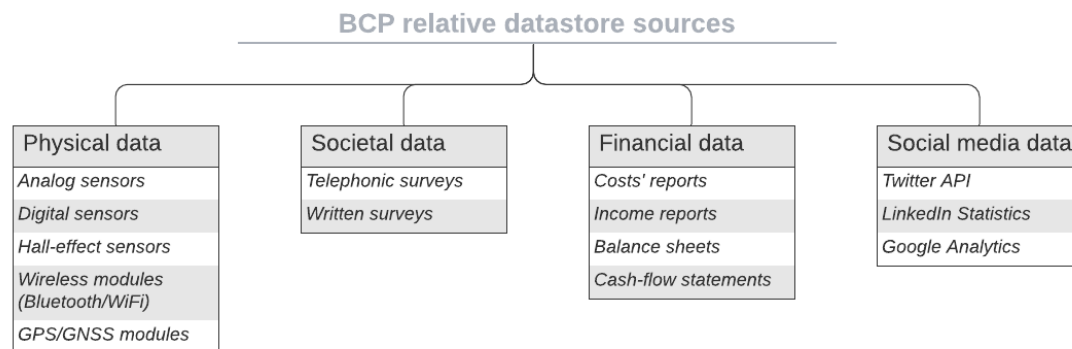 BCP relative datastore sources
Physical data
Analog sensors
Digital sensors
Hall-effect sensors
Wireless modules
(Bluetooth/WiFi)
GPS/GNSS modules
Societal data
Telephonic surveys
Written surveys
Financial data
Costs' reports
Income reports
Balance sheets
Cash-flow statements
Social media data
Twitter API
LinkedIn Statistics
Google Analytics